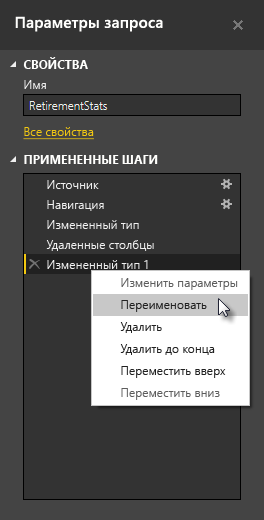 Параметры запроса
СВОЙСТВА
Имя
RetirementStats
Все свойства
ПРИМЕНЕННЫЕ ШАГИ
Источник
Навигация
Измененный тип
Удаленные столбцы
Измененный тип 1
Изменить параметры
Переименовать
Удалить
Удалить до конца
Переместить вверх
Переместить вниз